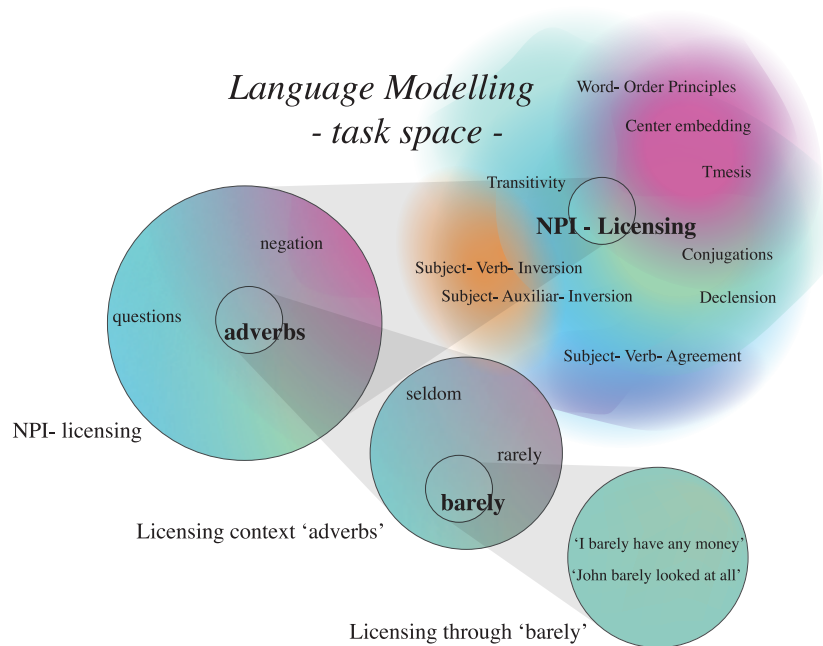 Language Modelling
- task space -
Word- Order Principles
Center embedding
Tmesis
Transitivity
NPI - Licensing
Conjugations
Subject- Verb- Inversion
Subject- Auxiliar- Inversion
Declension
Subject- Verb- Agreement
negation
questions
adverbs
NPI- licensing
seldom
rarely
barely
Licensing context ‘adverbs’
‘I barely have any money’
‘John barely looked at all’
Licensing through ‘barely’